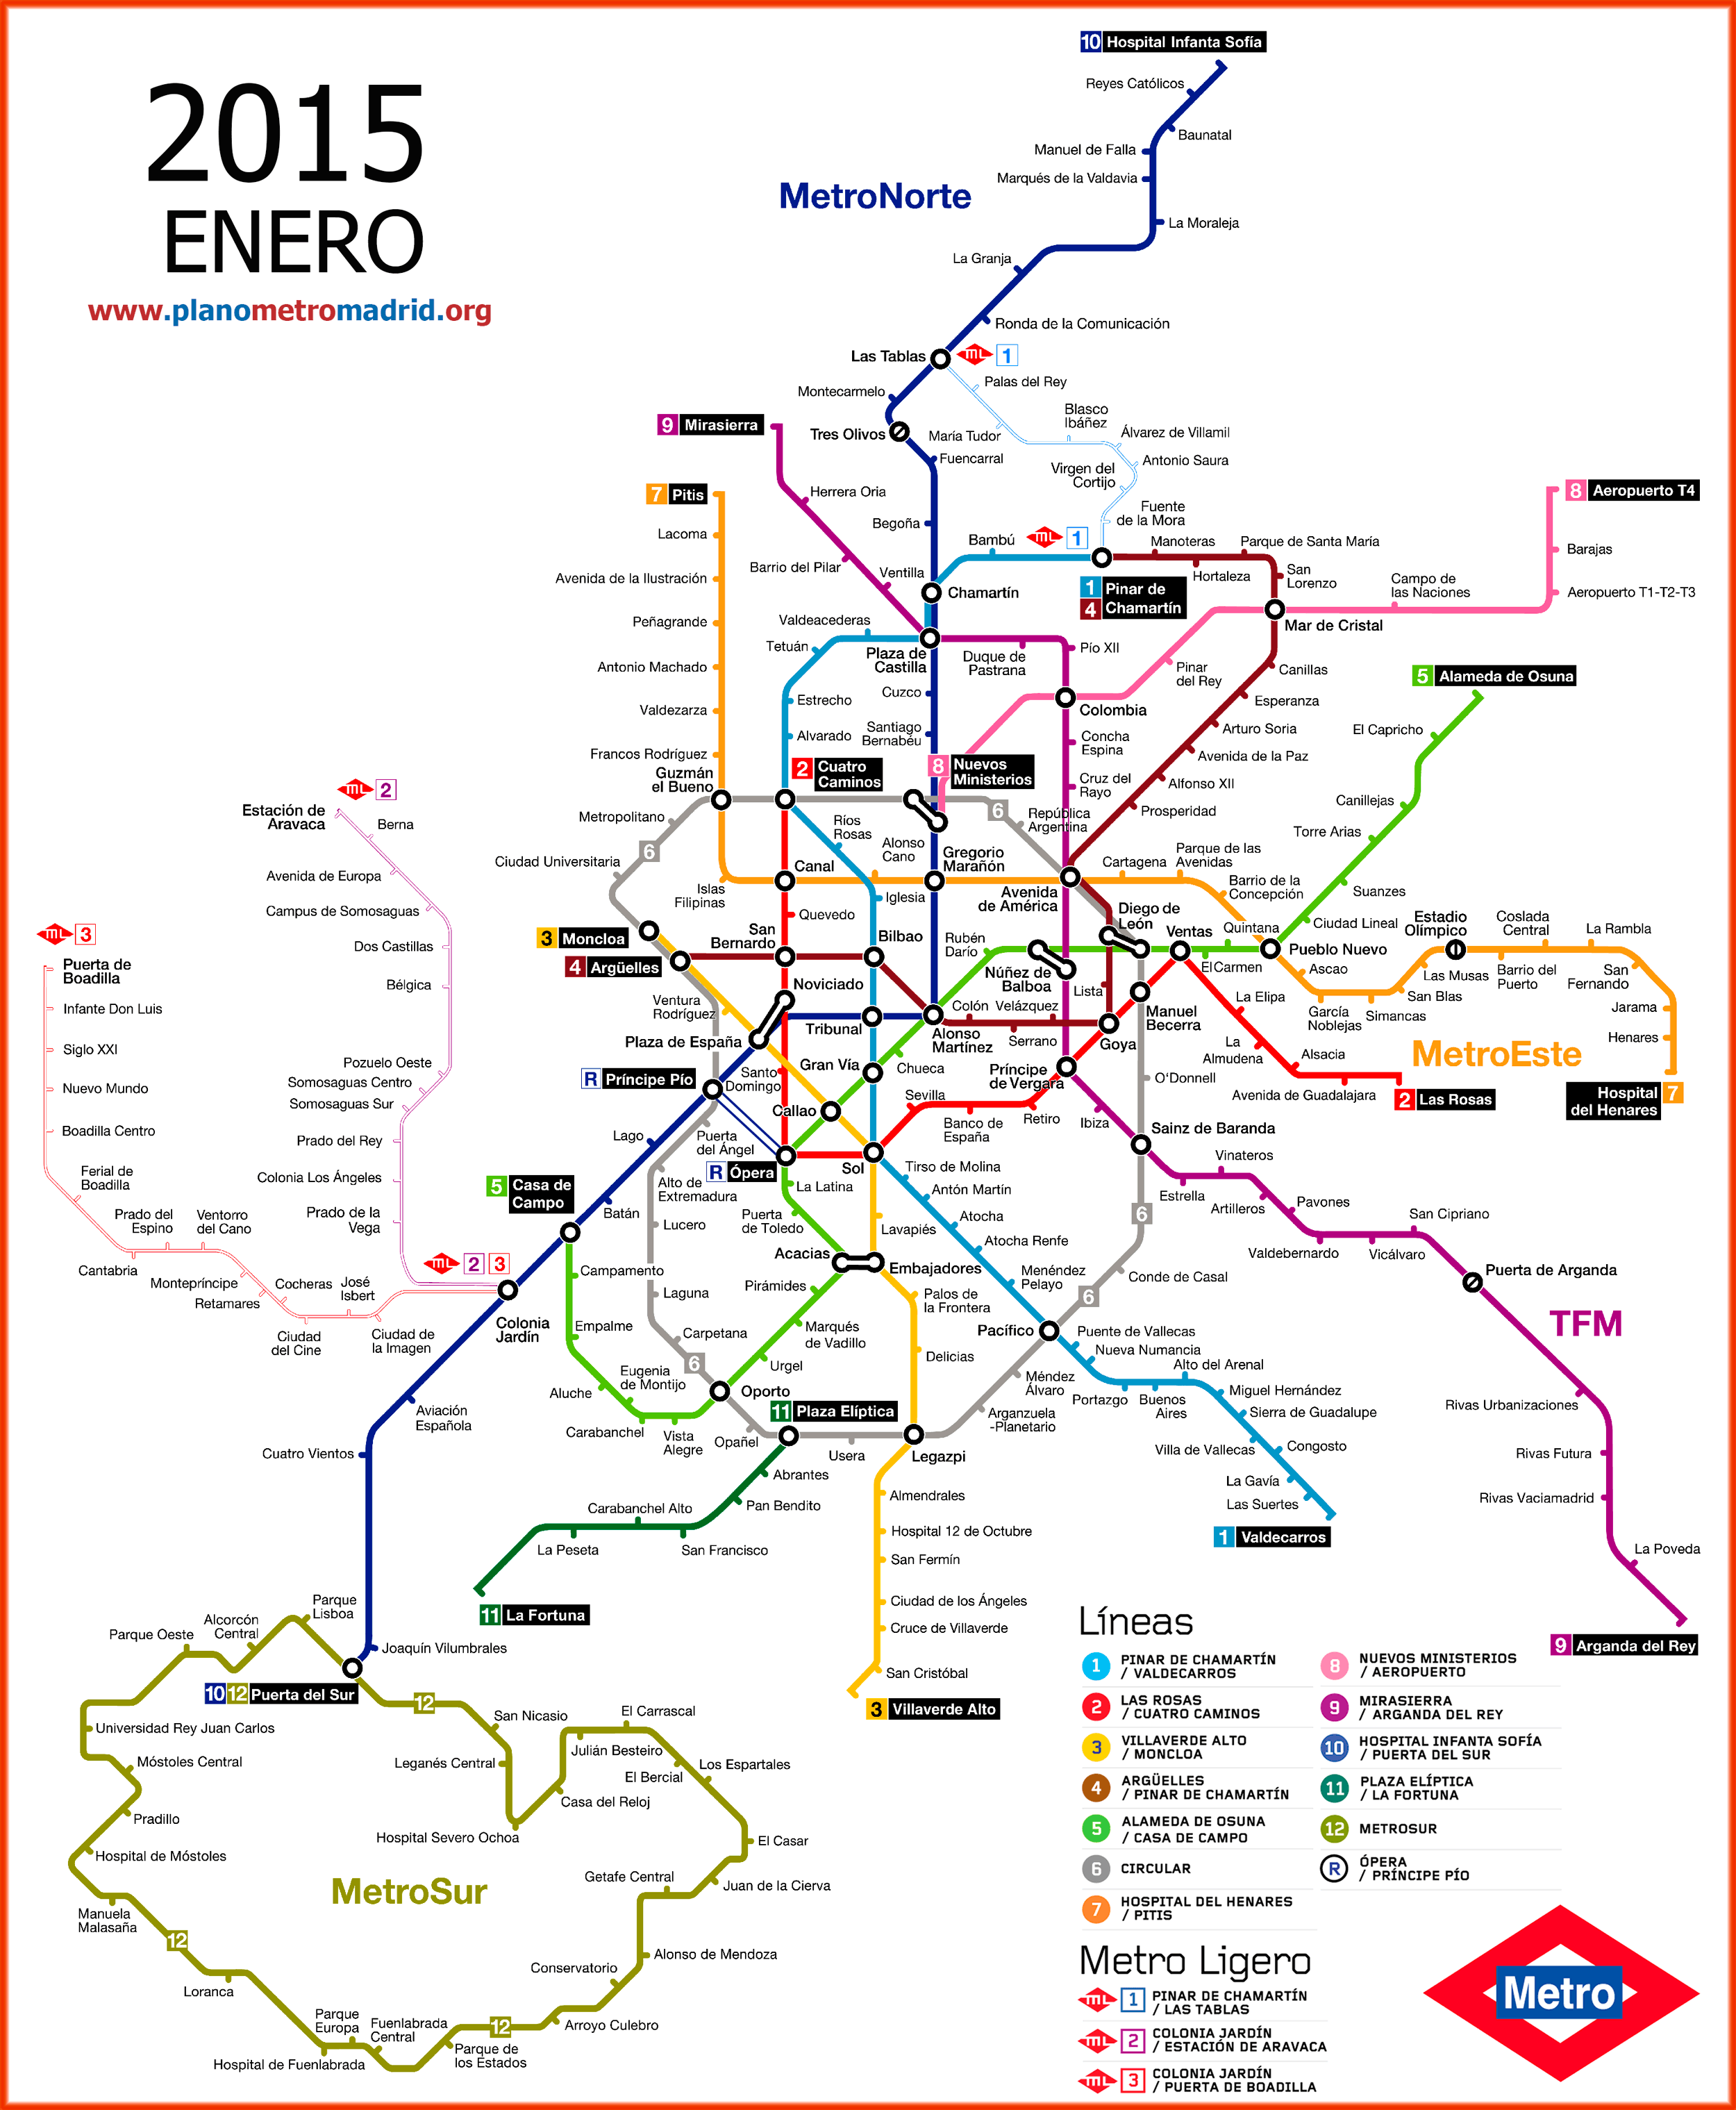 2015
ENERO
www.planometromadrid.org
10 Hospital Infanta Sofía
Reyes Católicos
Baunatal
Manuel de Falla
Marqués de la Valdavia
MetroNorte
La Moraleja
La Granja
Ronda de la Comunicación
Las Tablas
mL 1
Palas del Rey
Montecarmelo
Blasco
Ibáñez
9 Mirasierra
Tres Olivos
María Tudor
Álvarez de Villamil
Fuencarral
Antonio Saura
Virgen del
Cortijo
7 Pitis
Herrera Oria
8 Aeropuerto T4
Fuente
de la Mora
Lacoma
Begoña
Bambú
mL 1
Manoteras
Parque de Santa María
Barajas
Barrio del Pilar
Ventilla
Hortaleza
San
Lorenzo
Avenida de la Ilustración
Chamartín
1 Pinar de
4 Chamartín
Campo de
las Naciones
Aeropuerto T1-T2-T3
Peñagrande
Valdeacederas
Mar de Cristal
Tetuán
Plaza de
Castilla
Duque de
Pastrana
Pío XII
Antonio Machado
Pinar
del Rey
Canillas
5 Alameda de Osuna
Estrecho
Cuzco
Esperanza
Valdezarza
Colombia
Alvarado
Santiago
Bernabéu
Concha
Espina
Arturo Soria
El Capricho
Francos Rodríguez
Avenida de la Paz
Guzmán
el Bueno
2 Cuatro
Caminos
8 Nuevos
Ministerios
Cruz del
Rayo
Alfonso XII
mL 2
Canillejas
Estación de
Aravaca
Berna
Metropolitano
6
Ríos
Rosas
6
República
Argentina
Prosperidad
Torre Arias
Ciudad Universitaria
Alonso
Cano
Gregorio
Marañón
Parque de las
Avenidas
Cartagena
Avenida de Europa
Canal
Islas
Filipinas
Iglesia
Avenida
de América
Barrio de la
Concepción
Suanzes
Campus de Somosaguas
Quevedo
Diego de
León
Ciudad Lineal
Estadio
Olímpico
Coslada
Central
La Rambla
mL 3
3 Moncloa
San
Bernardo
Bilbao
Rubén
Darío
Ventas
Quintana
Pueblo Nuevo
Dos Castillas
Puerta de
Boadilla
4 Argüelles
Núñez de
Balboa
El Carmen
Ascao
Las Musas
Barrio del
Puerto
San
Fernando
Bélgica
Noviciado
Lista
La Elipa
San Blas
Infante Don Luis
Ventura
Rodríguez
Colón
Velázquez
Manuel
Becerra
García
Noblejas
Simancas
Jarama
Siglo XXI
Plaza de España
Tribunal
Alonso
Martínez
Serrano
Goya
La
Almudena
Alsacia
MetroEste
Henares
Pozuelo Oeste
Gran Vía
Chueca
Príncipe
de Vergara
O'Donnell
Somosaguas Centro
R Príncipe Pío
Santo
Domingo
Nuevo Mundo
Somosaguas Sur
Callao
Sevilla
Avenida de Guadalajara
2 Las Rosas
Hospital
del Henares 7
Banco de
España
Retiro
Ibiza
Boadilla Centro
Prado del Rey
Lago
Puerta
del Ángel
Sainz de Baranda
Ferial de
Boadilla
Colonia Los Ángeles
5 Casa de
Campo
R Ópera
Sol
Tirso de Molina
Vinateros
Alto de
Extremadura
La Latina
Antón Martín
Estrella
Artilleros
Pavones
Prado del
Espino
Ventorro
del Cano
Prado de la
Vega
Batán
Lucero
Puerta
de Toledo
Lavapiés
Atocha
6
San Cipriano
Atocha Renfe
Valdebernardo
Vicálvaro
Cantabria
mL 2 3
Acacias
Embajadores
Montepríncipe
Cocheras
José
Isbert
Campamento
Menéndez
Pelayo
Conde de Casal
Puerta de Arganda
Retamares
Laguna
Pirámides
Palos de
la Frontera
6
Colonia
Jardín
Empalme
Carpetana
Marqués
de Vadillo
Pacífico
Puente de Vallecas
TFM
Ciudad
del Cine
Ciudad de
la Imagen
Nueva Numancia
Delicias
6
Urgel
Alto del Arenal
Eugenia
de Montijo
Méndez
Álvaro
Aluche
Oporto
Portazgo
Buenos
Aires
Miguel Hernández
Aviación
Española
11 Plaza Elíptica
Arganzuela
-Planetario
Sierra de Guadalupe
Rivas Urbanizaciones
Carabanchel
Vista
Alegre
Opañel
Usera
Legazpi
Villa de Vallecas
Congosto
Cuatro Vientos
Rivas Futura
Abrantes
La Gavía
Almendrales
Carabanchel Alto
Pan Bendito
Las Suertes
Rivas Vaciamadrid
Hospital 12 de Octubre
1 Valdecarros
La Peseta
San Francisco
San Fermín
La Poveda
Ciudad de los Ángeles
11 La Fortuna
Parque
Lisboa
Cruce de Villaverde
Alcorcón
Central
Parque Oeste
Joaquín Vilumbrales
9 Arganda del Rey
San Cristóbal
10 12 Puerta del Sur
12
3 Villaverde Alto
San Nicasio
El Carrascal
Universidad Rey Juan Carlos
Julián Besteiro
Móstoles Central
Leganés Central
El Bercial
Los Espartales
Casa del Reloj
Pradillo
Hospital Severo Ochoa
El Casar
Hospital de Móstoles
Getafe Central
Juan de la Cierva
MetroSur
Manuela
Malasaña
12
Alonso de Mendoza
Conservatorio
Loranca
Parque
Europa
Fuenlabrada
Central
12
Arroyo Culebro
Hospital de Fuenlabrada
Parque de
los Estados
Líneas
1 PINAR DE CHAMARTÍN
/ VALDECARROS
2 LAS ROSAS
/ CUATRO CAMINOS
3 VILLAVERDE ALTO
/ MONCLOA
4 ARGÜELLES
/ PINAR DE CHAMARTÍN
5 ALAMEDA DE OSUNA
/ CASA DE CAMPO
6 CIRCULAR
7 HOSPITAL DEL HENARES
/ PITIS
8 NUEVOS MINISTERIOS
/ AEROPUERTO
9 MIRASIERRA
/ ARGANDA DEL REY
10 HOSPITAL INFANTA SOFÍA
/ PUERTA DEL SUR
11 PLAZA ELÍPTICA
/ LA FORTUNA
12 METROSUR
R ÓPERA
/ PRÍNCIPE PÍO
Metro Ligero
mL 1 PINAR DE CHAMARTÍN
/ LAS TABLAS
mL 2 COLONIA JARDÍN
/ ESTACIÓN DE ARAVACA
mL 3 COLONIA JARDÍN
/ PUERTA DE BOADILLA
Metro